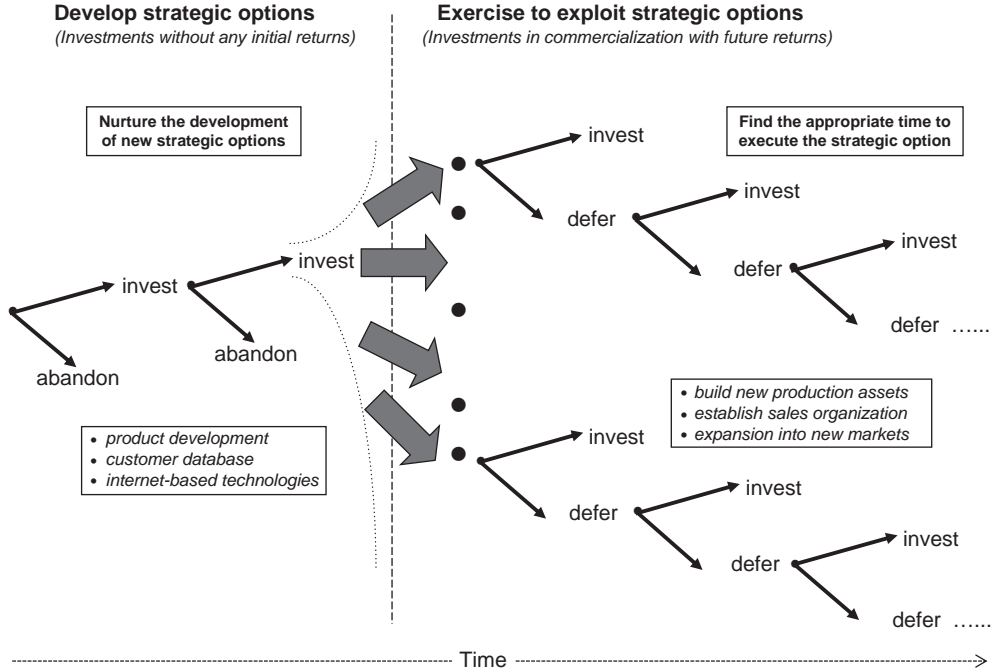 Develop strategic options
(Investments without any initial returns)
Exercise to exploit strategic options
(Investments in commercialization with future returns)
Nurture the development
of new strategic options
Find the appropriate time to
execute the strategic option
invest
abandon
invest
abandon
• product development
• customer database
• internet-based technologies
invest
defer
invest
defer
invest
defer ......
• build new production assets
• establish sales organization
• expansion into new markets
invest
defer
invest
defer
invest
defer ......
Time